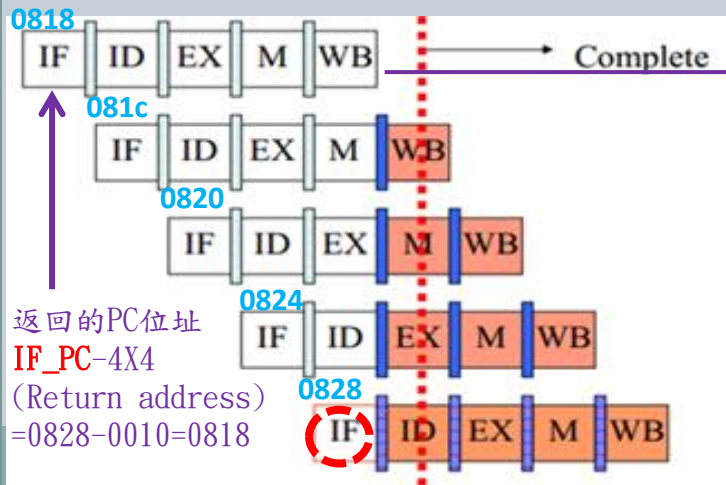 0818
IF ID EX M WB Complete
081c
IF ID EX M WB
0820
IF ID EX M WB
0824
IF ID EX M WB
0828
IF ID EX M WB
返回的PC位址
IF_PC-4X4
(Return address)
=0828-0010=0818